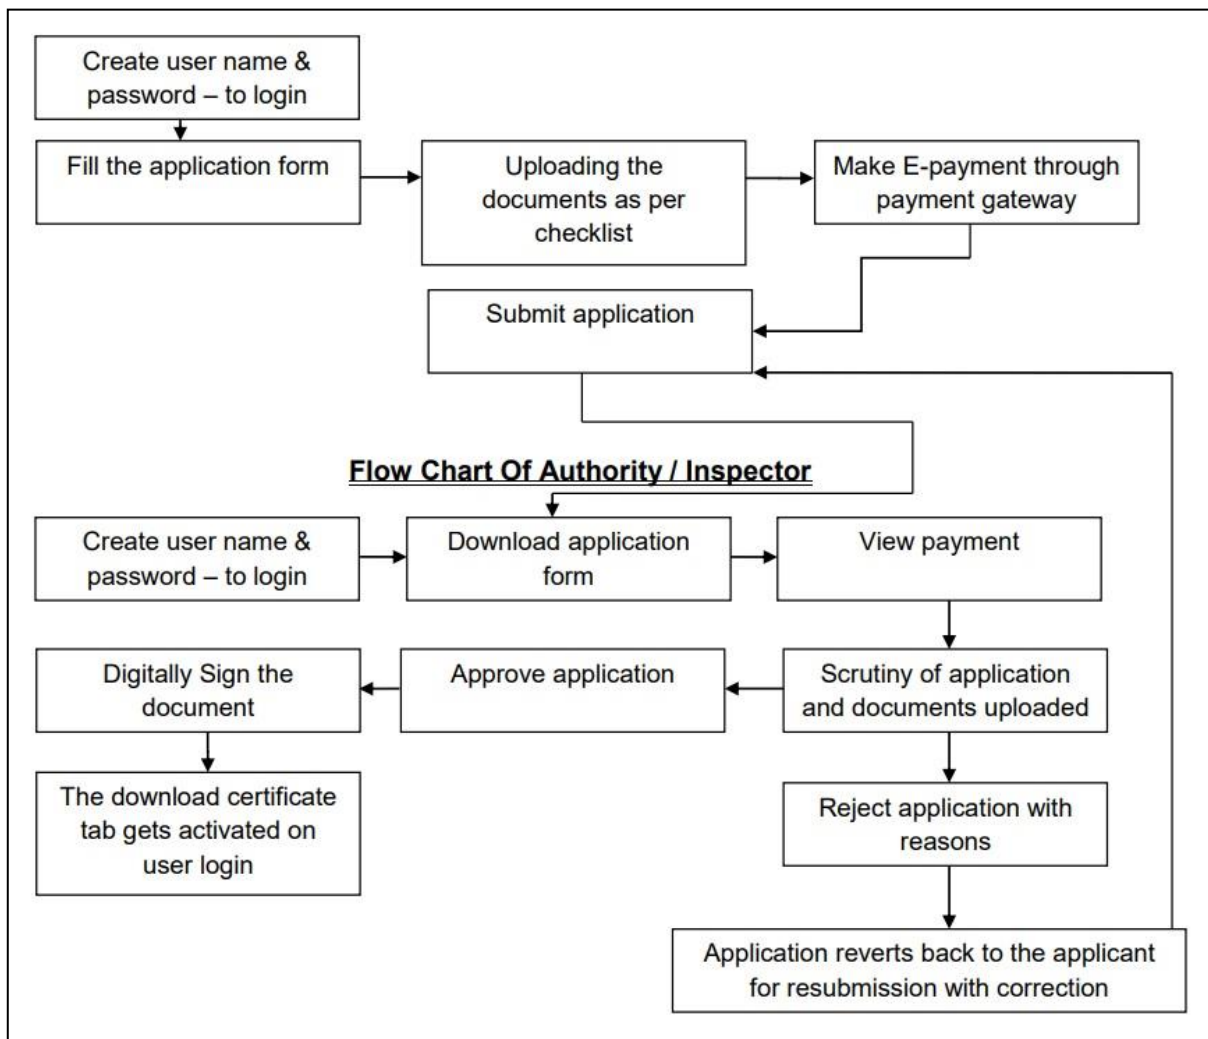 Create user name &
password – to login
Fill the application form
Uploading the
documents as per
checklist
Make E-payment through
payment gateway
Submit application
Flow Chart Of Authority / Inspector
Create user name &
password – to login
Download application
form
View payment
Digitally Sign the
document
Approve application
Scrutiny of application
and documents uploaded
The download certificate
tab gets activated on
user login
Reject application with
reasons
Application reverts back to the applicant
for resubmission with correction